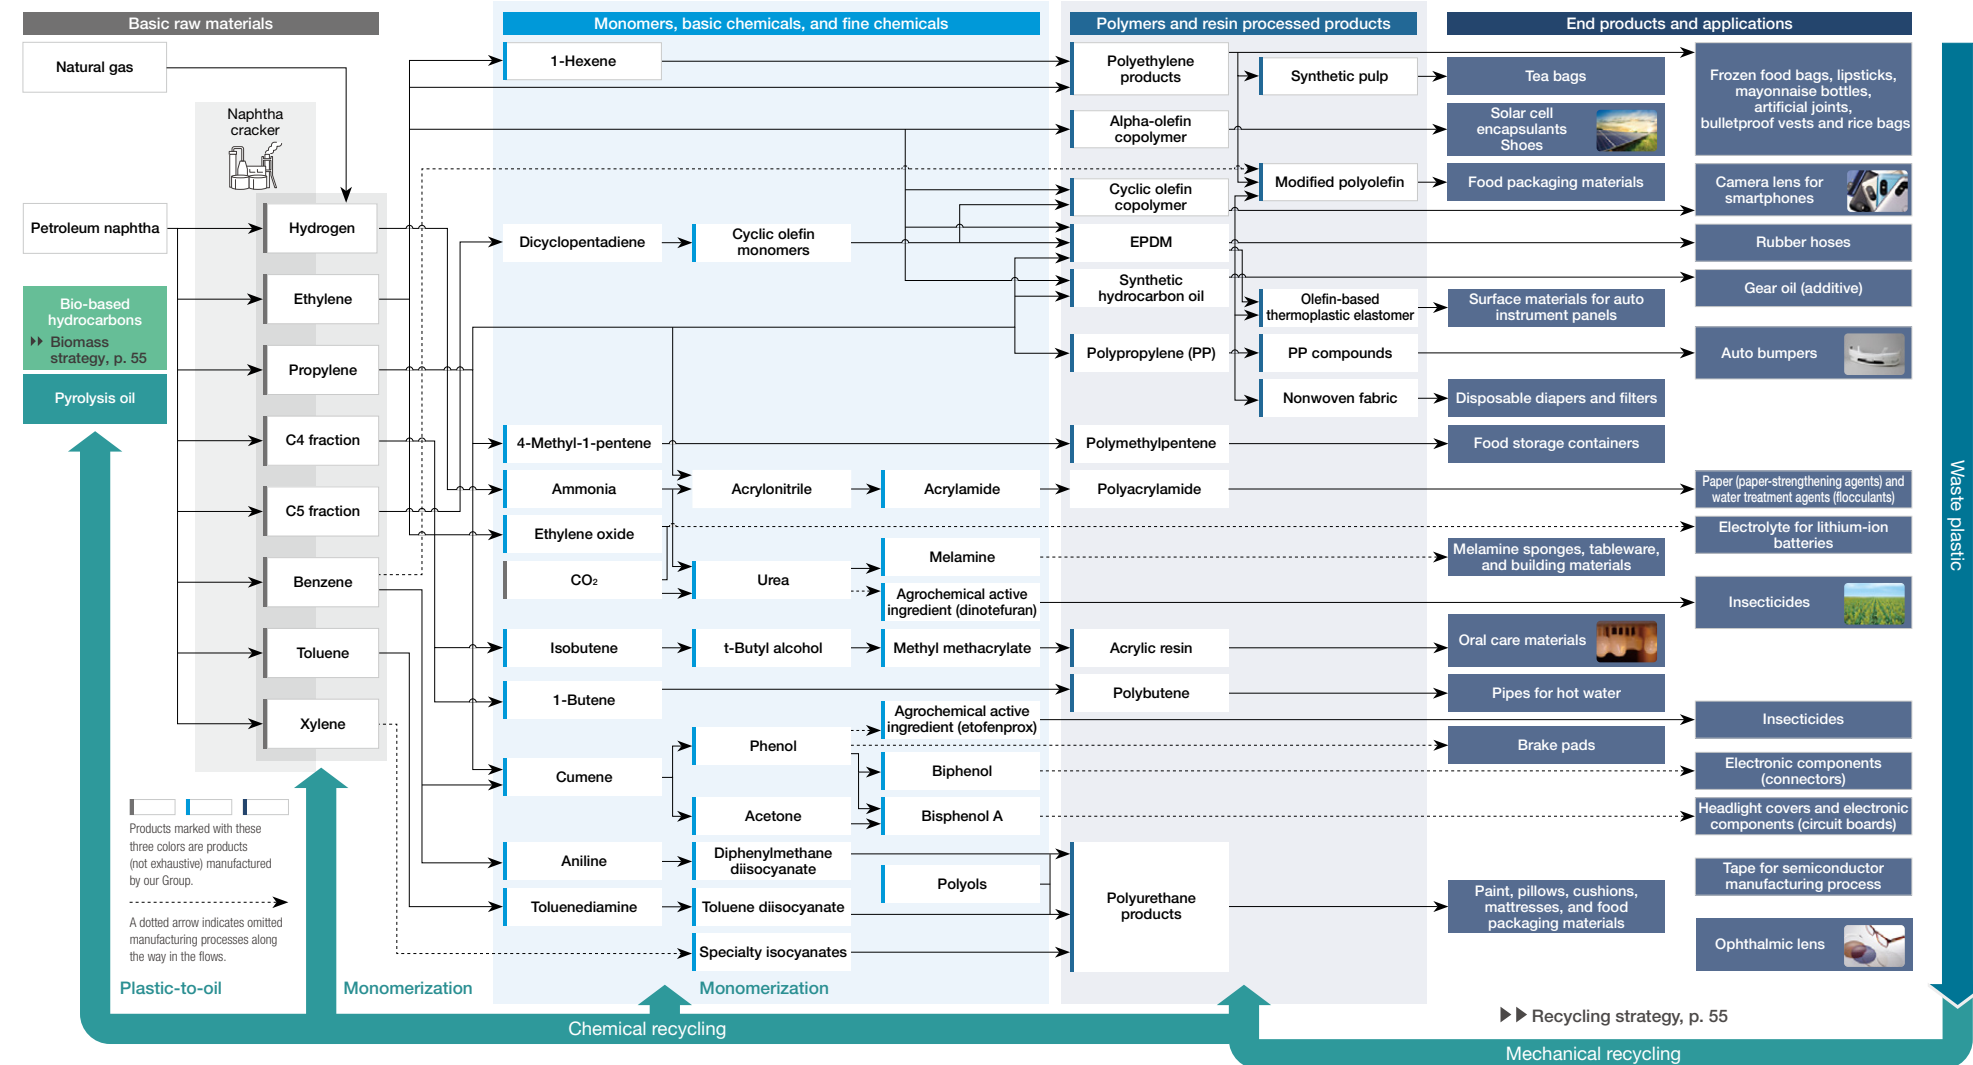 Basic raw materials
Natural gas
Naphtha
cracker
Petroleum naphtha
Bio-based
hydrocarbons
Biomass
strategy, p. 55
Pyrolysis oil
Hydrogen
Ethylene
Propylene
C4 fraction
C5 fraction
Benzene
Toluene
Xylene
Products marked with these
three colors are products
(not exhaustive) manufactured
by our Group.
A dotted arrow indicates omitted
manufacturing processes along
the way in the flows.
Monomers, basic chemicals, and fine chemicals
1-Hexene
Dicyclopentadiene
Cyclic olefin
monomers
4-Methyl-1-pentene
Ammonia
Acrylonitrile
Acrylamide
Ethylene oxide
CO₂
Urea
Melamine
Agrochemical active
ingredient (dinotefuran)
Isobutene
t-Butyl alcohol
Methyl methacrylate
1-Butene
Agrochemical active
ingredient (etofenprox)
Phenol
Cumene
Biphenol
Acetone
Bisphenol A
Aniline
Diphenylmethane
diisocyanate
Polyols
Toluenediamine
Toluene diisocyanate
Specialty isocyanates
Polymers and resin processed products
Polyethylene
products
Synthetic pulp
Alpha-olefin
copolymer
Modified polyolefin
Cyclic olefin
copolymer
EPDM
Synthetic
hydrocarbon oil
Olefin-based
thermoplastic elastomer
Polypropylene (PP)
PP compounds
Nonwoven fabric
Polymethylpentene
Polyacrylamide
Acrylic resin
Polybutene
Polyurethane
products
End products and applications
Tea bags
Frozen food bags, lipsticks,
mayonnaise bottles,
artificial joints,
bulletproof vests and rice bags
Solar cell
encapsulants
Shoes
Food packaging materials
Camera lens for
smartphones
Rubber hoses
Gear oil (additive)
Surface materials for auto
instrument panels
Auto bumpers
Disposable diapers and filters
Food storage containers
Paper (paper-strengthening agents) and
water treatment agents (flocculants)
Electrolyte for lithium-ion
batteries
Melamine sponges, tableware,
and building materials
Insecticides
Oral care materials
Pipes for hot water
Insecticides
Brake pads
Electronic components
(connectors)
Headlight covers and electronic
components (circuit boards)
Tape for semiconductor
manufacturing process
Paint, pillows, cushions,
mattresses, and food
packaging materials
Ophthalmic lens
Waste plastic
Plastic-to-oil
Monomerization
Monomerization
Chemical recycling
Recycling strategy, p. 55
Mechanical recycling